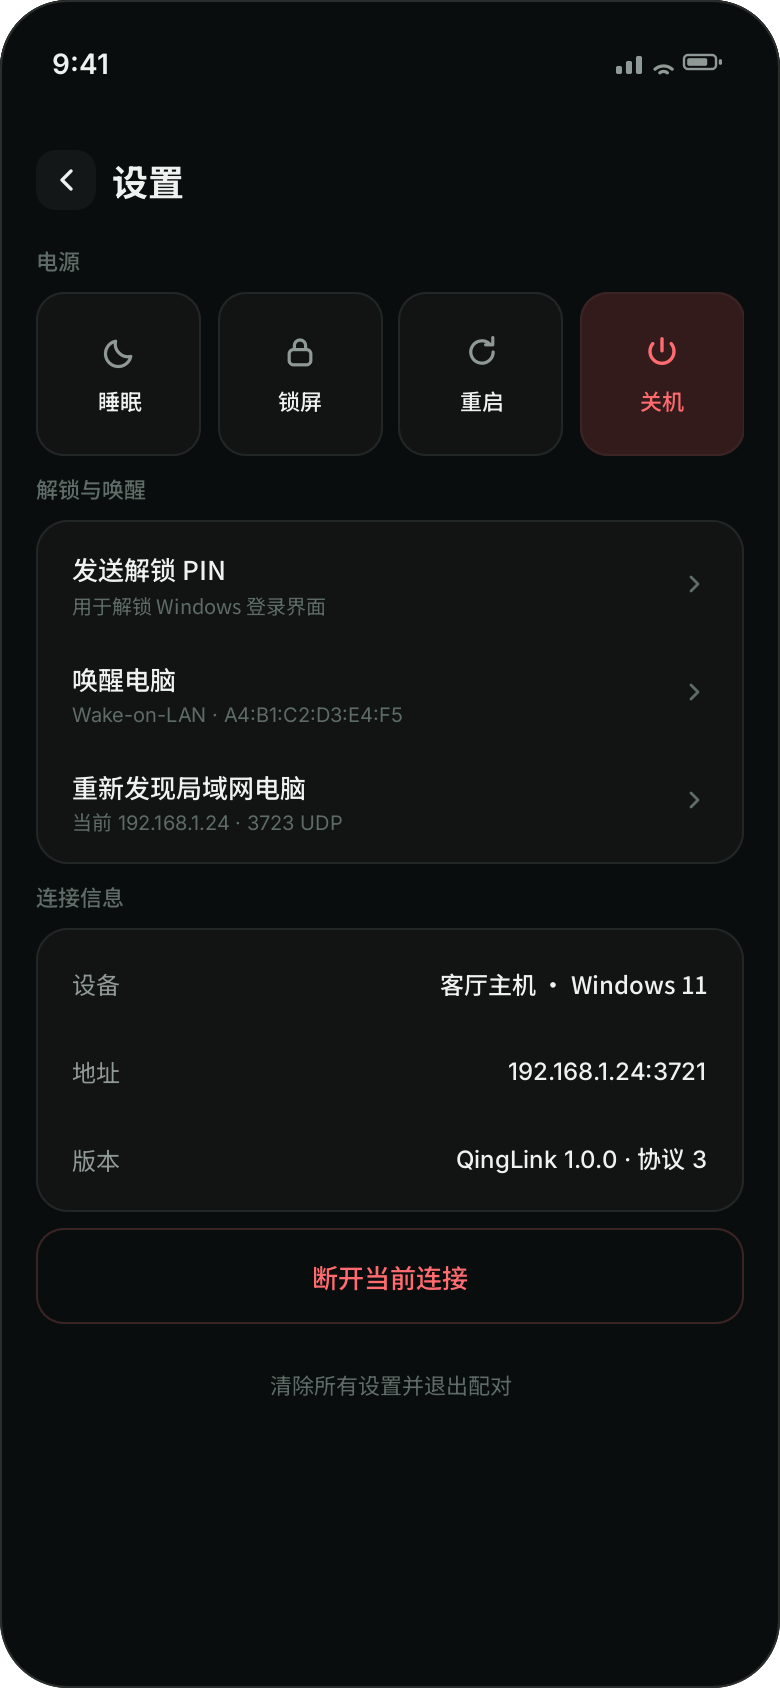 9:41
设置
电源
睡眠
锁屏
重启
关机
解锁与唤醒
发送解锁 PIN
用于解锁 Windows 登录界面
唤醒电脑
Wake-on-LAN · A4:B1:C2:D3:E4:F5
重新发现局域网电脑
当前 192.168.1.24 · 3723 UDP
连接信息
设备
客厅主机 • Windows 11
地址
192.168.1.24:3721
版本
QingLink 1.0.0 · 协议 3
断开当前连接
清除所有设置并退出配对